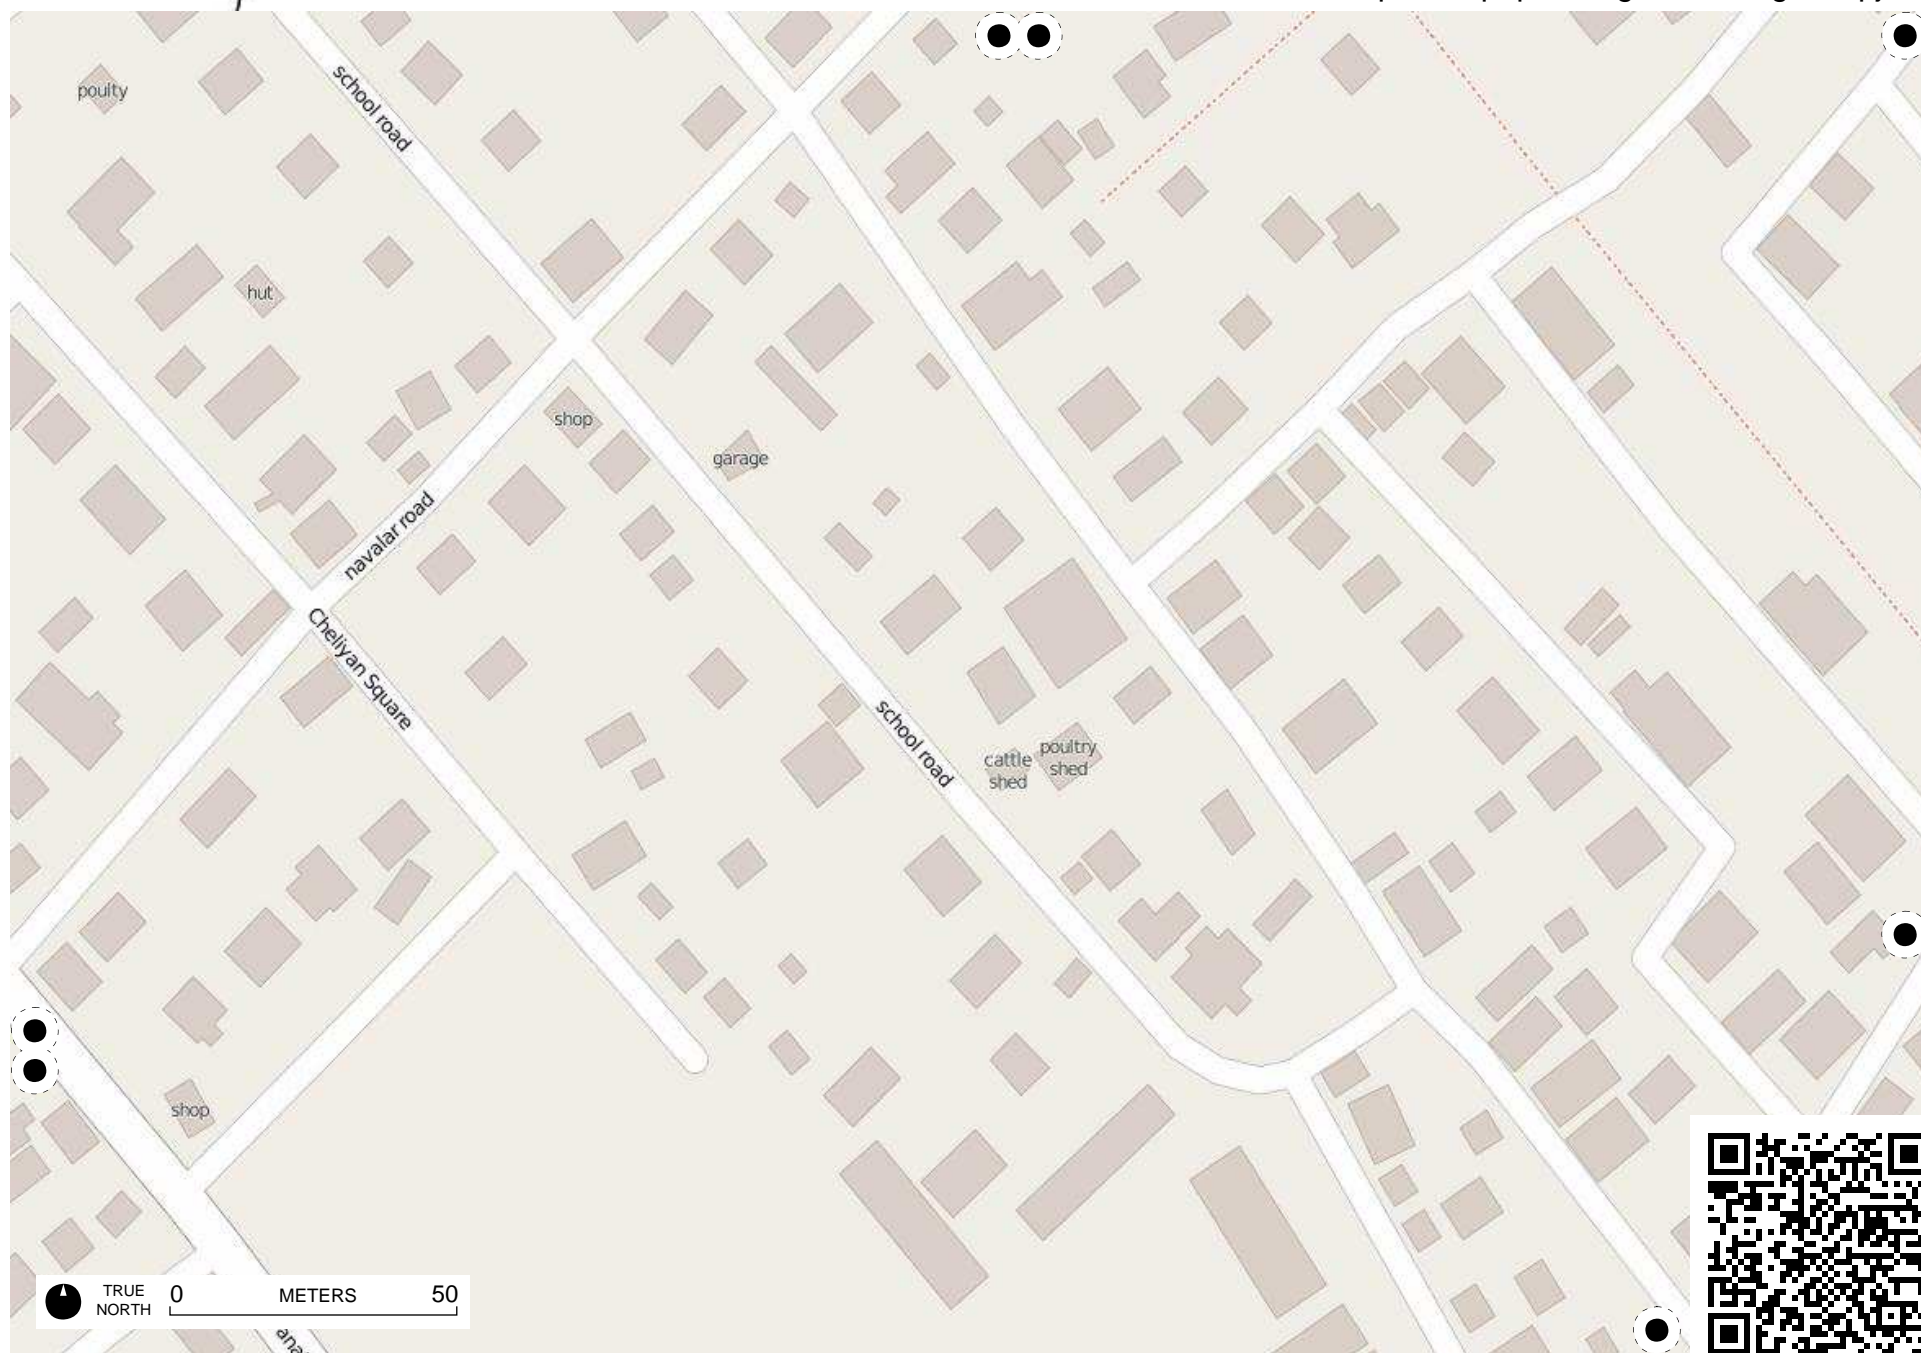 school road
poulty
hut
shop
garage
navalar road
Cheliyan Square
school road
cattle
shed
poultry
shed
shop
TRUE
NORTH
0
METERS
50